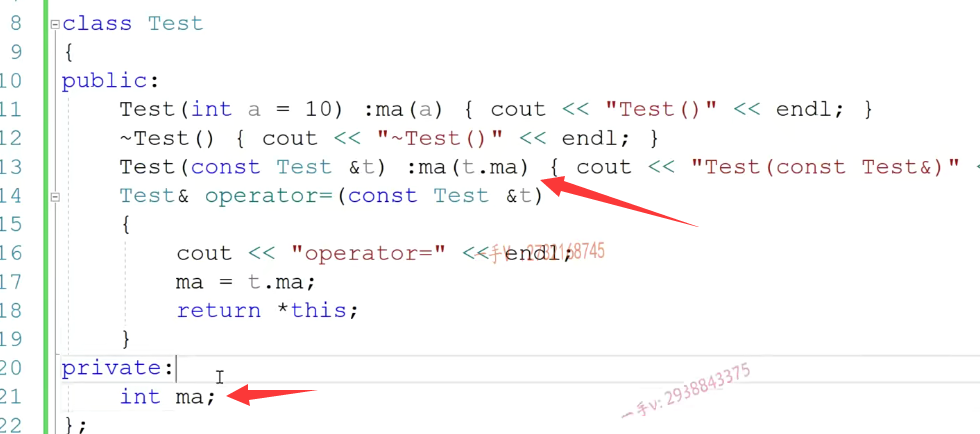 8 class Test
9 {
10 public:
11 Test(int a = 10) :ma(a) { cout << "Test()" << endl; }
12 ~Test() { cout << "~Test()" << endl; }
13 Test(const Test &t) :ma(t.ma) { cout << "Test(const Test&)" <
14 Test& operator=(const Test &t)
15 {
16 cout << "operator=" << endl;
一手V: 2732168745
17 ma = t.ma;
18 return *this;
19 }
20 private:
21 int ma;
一手v: 2938843375
22 };